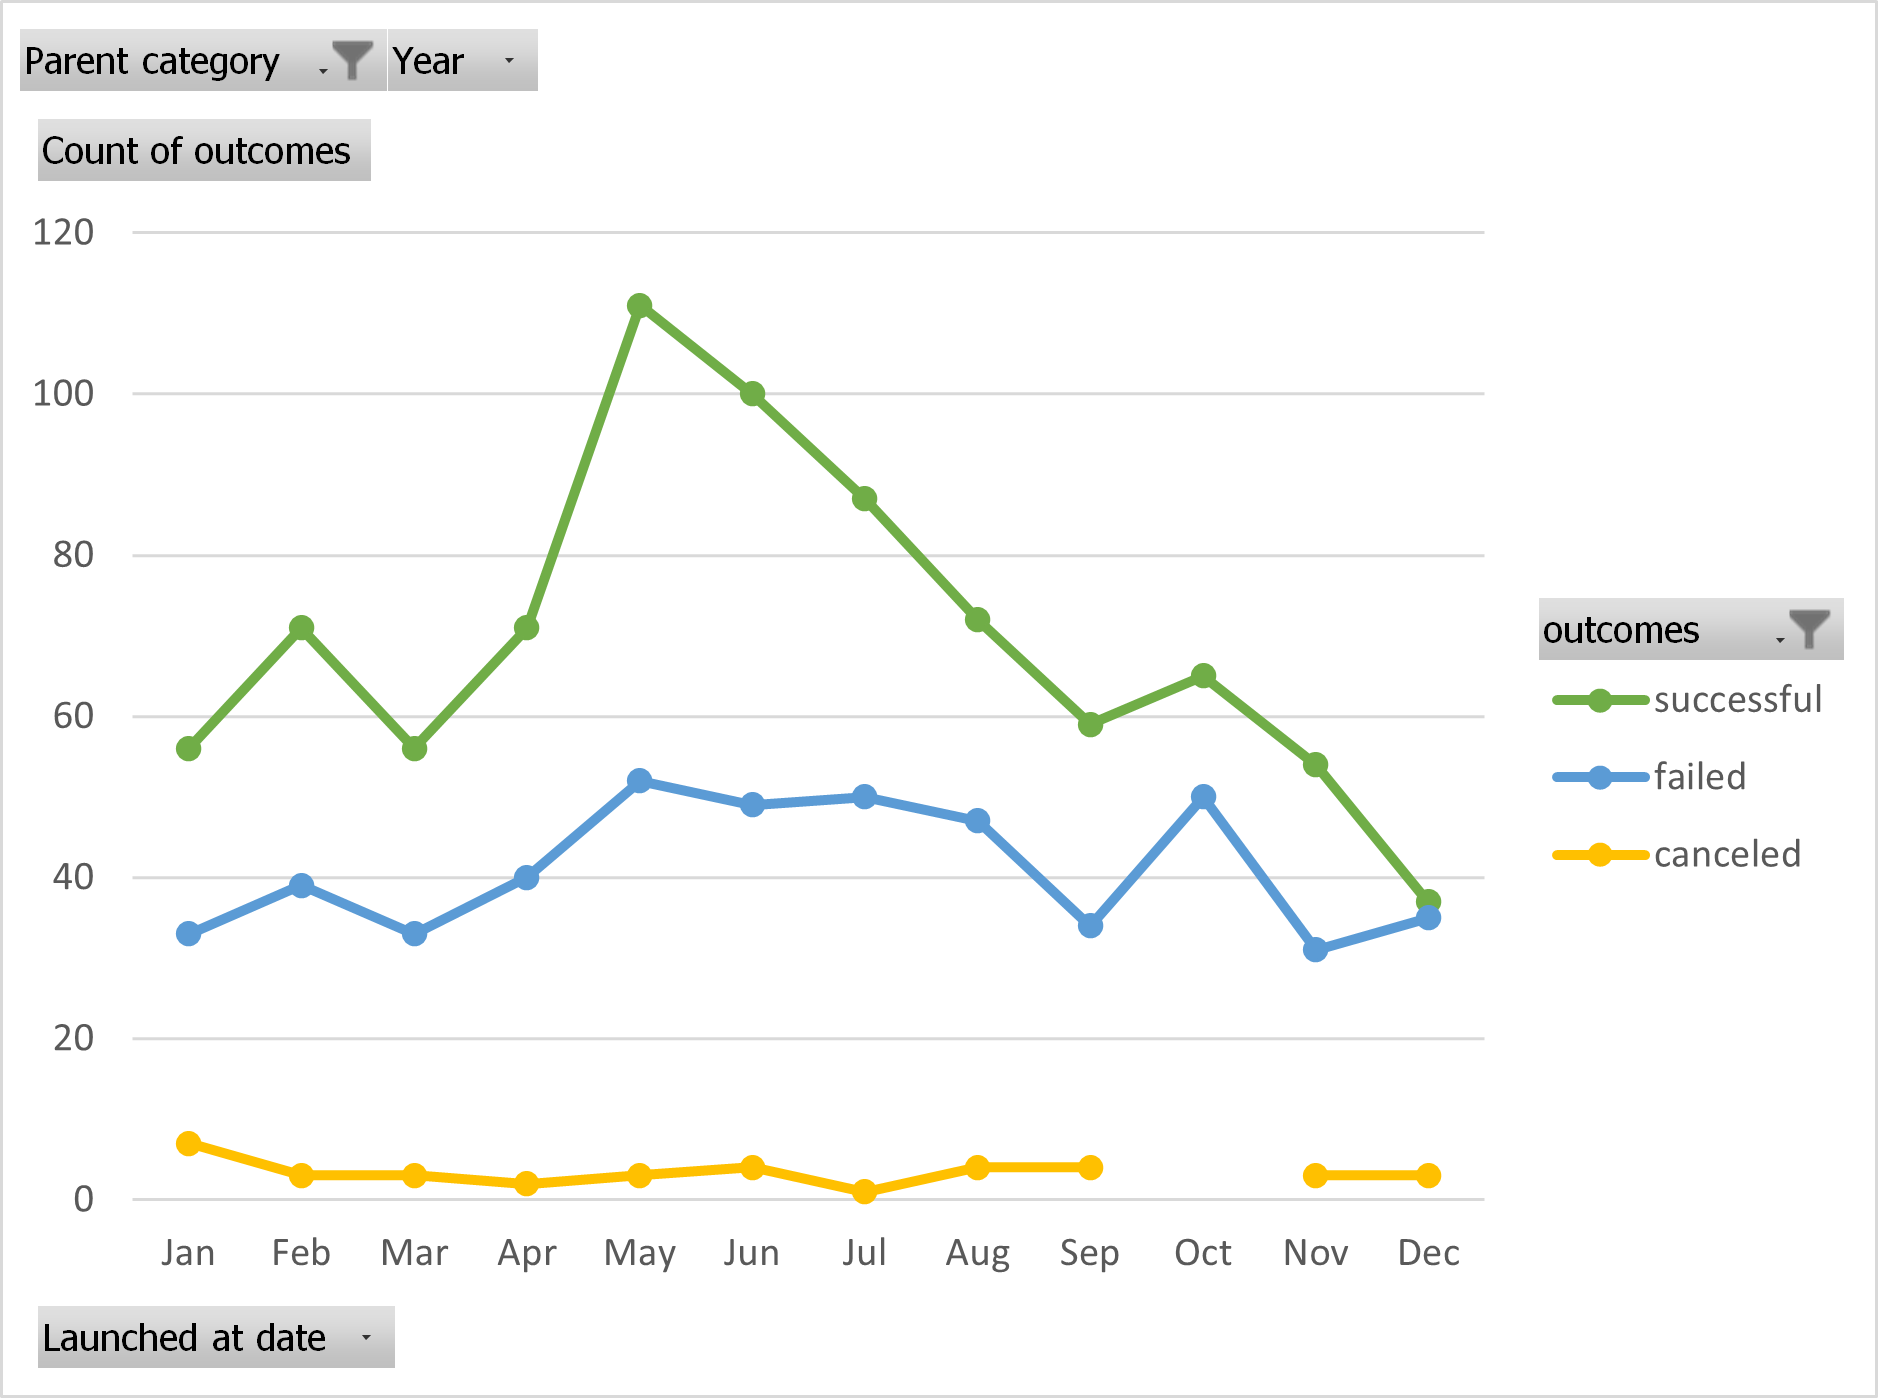 Parent category Year
Count of outcomes
120
100
80
60
40
20
0
Jan Feb Mar Apr May Jun Jul Aug Sep Oct Nov Dec
Launched at date
outcomes
successful
failed
canceled